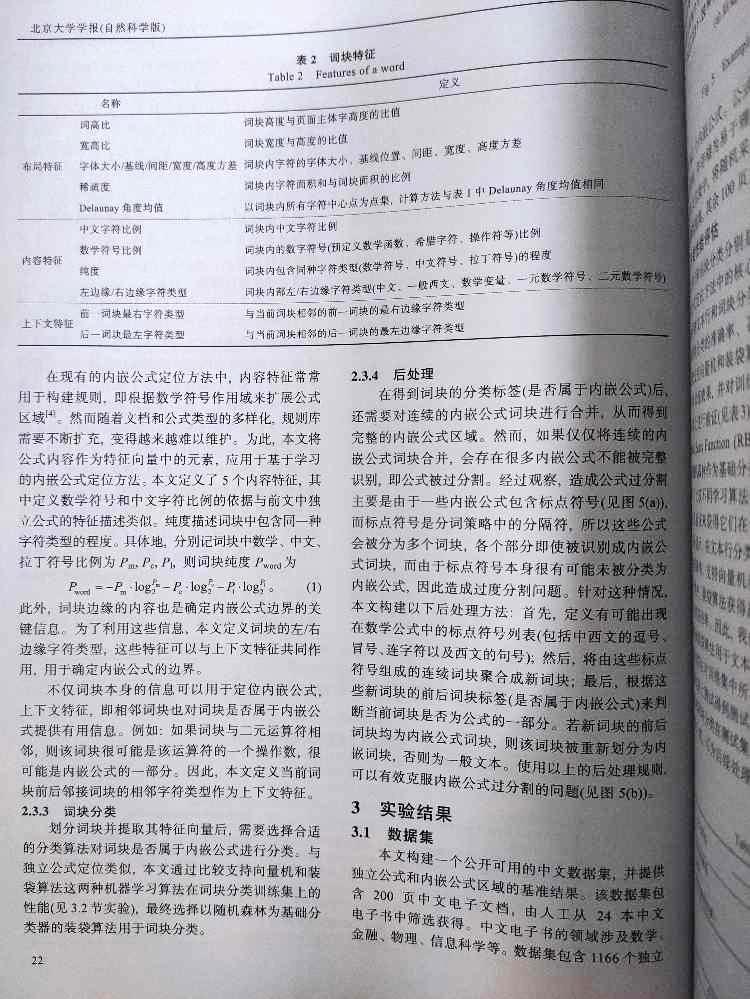 北京大学学报(自然科学版)
表 2 词块特征
Table 2 Features of a word
名称 定义
词高比 词块高度与页面主体字高度的比值
宽高比 词块宽度与高度的比值
布局特征 字体大小/基线/间距/宽度/高度方差 词块内字符的字体大小、基线位置、间距、宽度、高度方差
稀疏度 词块内字符面积和与词块面积的比例
Delaunay 角度均值 以词块内所有字符中心点为点集, 计算方法与表 1 中 Delaunay 角度均值相同
中文字符比例 词块内中文字符比例
数学符号比例 词块内的数字符号(预定义数学函数、希腊字符、操作符等)比例
内容特征
纯度 词块内包含同种字符类型(数学符号、中文符号、拉丁符号)的程度
左边缘/右边缘字符类型 词块内部左/右边缘字符类型(中文、一般西文、数学变量、一元数学符号、二元数学符号)
前一词块最右字符类型 与当前词块相邻的前一词块的最右边缘字符类型
上下文特征
后一词块最左字符类型 与当前词块相邻的后一词块的最左边缘字符类型
在现有的内嵌公式定位方法中, 内容特征常常
用于构建规则, 即根据数学符号作用域来扩展公式
区域[4]。然而随着文档和公式类型的多样化, 规则库
需要不断扩充, 变得越来越难以维护。为此, 本文将
公式内容作为特征向量中的元素, 应用于基于学习
的内嵌公式定位方法。本文定义了 5 个内容特征, 其
中定义数学符号和中文字符比例的依据与前文中独
立公式的特征描述类似。纯度描述词块中包含同一种
字符类型的程度。具体地, 分别记词块中数学、中文、
拉丁符号比例为 Pm, Pc, Pl, 则词块纯度 Pword 为
Pword = −Pm · log2^Pm − Pc · log2^Pc − Pl · log2^Pl 。 (1)
此外, 词块边缘的内容也是确定内嵌公式边界的关
键信息。为了利用这些信息, 本文定义词块的左/右
边缘字符类型, 这些特征可以与上下文特征共同作
用, 用于确定内嵌公式的边界。
不仅词块本身的信息可以用于定位内嵌公式,
上下文特征, 即相邻词块也对词块是否属于内嵌公
式提供有用信息。例如: 如果词块与二元运算符相
邻, 则该词块很可能是该运算符的一个操作数, 很
可能是内嵌公式的一部分。因此, 本文定义当前词
块前后邻接词块的相邻字符类型作为上下文特征。
2.3.3 词块分类
划分词块并提取其特征向量后, 需要选择合适
的分类算法对词块是否属于内嵌公式进行分类。与
独立公式定位类似, 本文通过比较支持向量机和装
袋算法这两种机器学习算法在词块分类训练集上的
性能(见 3.2 节实验), 最终选择以随机森林为基础分
类器的装袋算法用于词块分类。
22
2.3.4 后处理
在得到词块的分类标签(是否属于内嵌公式)后,
还需要对连续的内嵌公式词块进行合并, 从而得到
完整的内嵌公式区域。然而, 如果仅仅将连续的内
嵌公式词块合并, 会存在很多内嵌公式不能被完整
识别, 即公式被过分割。经过观察, 造成公式过分割
主要是由于一些内嵌公式包含标点符号(见图 5(a)),
而标点符号是分词策略中的分隔符, 所以这些公式
会被分为多个词块, 各个部分即使被识别成内嵌公
式词块, 而由于标点符号本身很有可能未被分类为
内嵌公式, 因此造成过度分割问题。针对这种情况,
本文构建以下后处理方法: 首先, 定义有可能出现
在数学公式中的标点符号列表(包括中西文的逗号、
冒号、连字符以及西文的句号); 然后, 将由这些标点
符号组成的连续词块聚合成新词块; 最后, 根据这
些新词块的前后词块标签(是否属于内嵌公式)来判
断当前词块是否为公式的一部分。若新词块的前后
词块均为内嵌公式词块, 则该词块被重新划分为内
嵌词块, 否则为一般文本。使用以上的后处理规则,
可以有效克服内嵌公式过分割的问题(见图 5(b))。
3 实验结果
3.1 数据集
本文构建一个公开可用的中文数据集, 并提供
独立公式和内嵌公式区域的基准结果。该数据集包
含 200 页中文电子文档, 由人工从 24 本中文
电子书中筛选获得。中文电子书的领域涉及数学、
金融、物理、信息科学等。数据集包含 1166 个独立